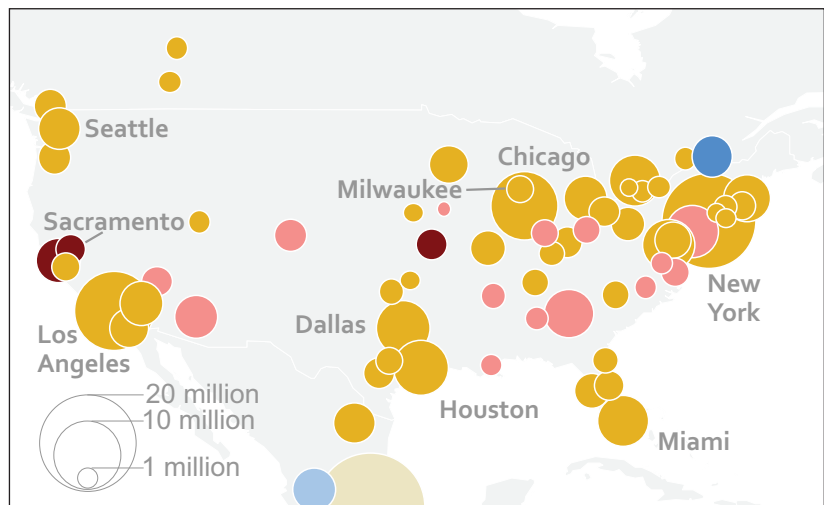 Seattle
Chicago
Milwaukee
Sacramento
New
York
Dallas
Los
Angeles
20 million
10 million
1 million
Houston
Miami